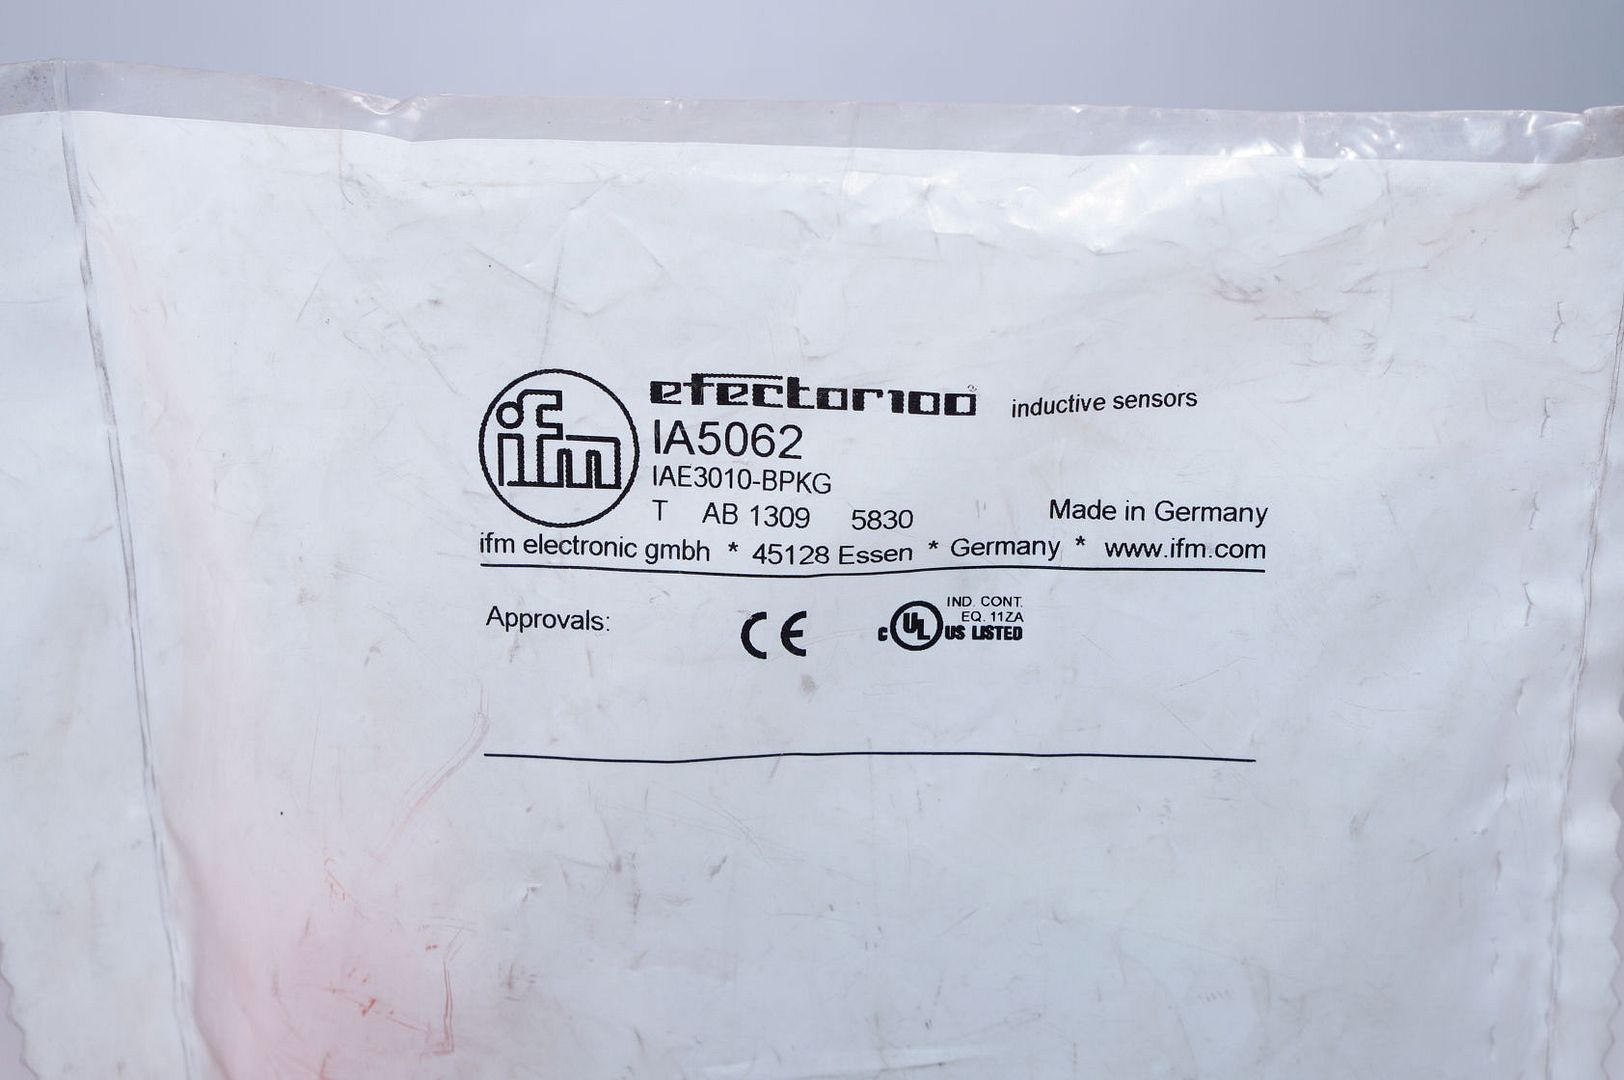 ifm
efector100® inductive sensors
IA5062
IAE3010-BPKG
T AB 1309 5830 Made in Germany
ifm electronic gmbh * 45128 Essen * Germany * www.ifm.com
Approvals: CE c UL US LISTED IND. CONT. EQ. 11ZA